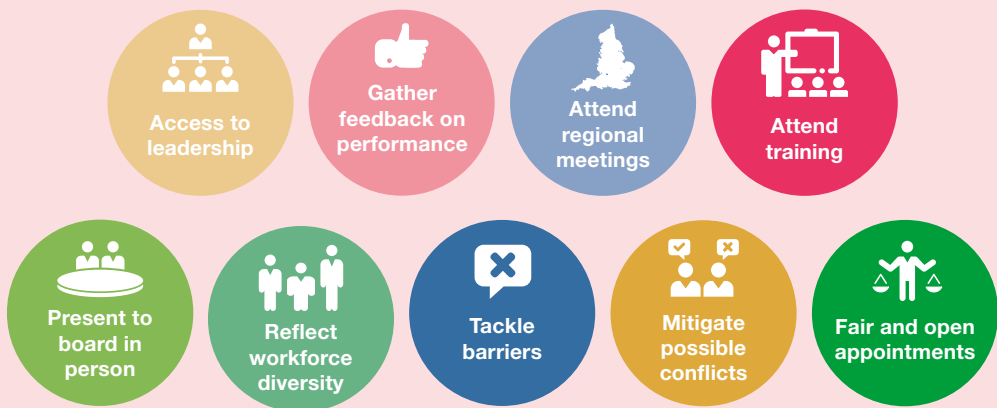 Access to
leadership
Gather
feedback on
performance
Attend
regional
meetings
Attend
training
Present to
board in
person
Reflect
workforce
diversity
Tackle
barriers
Mitigate
possible
conflicts
Fair and open
appointments